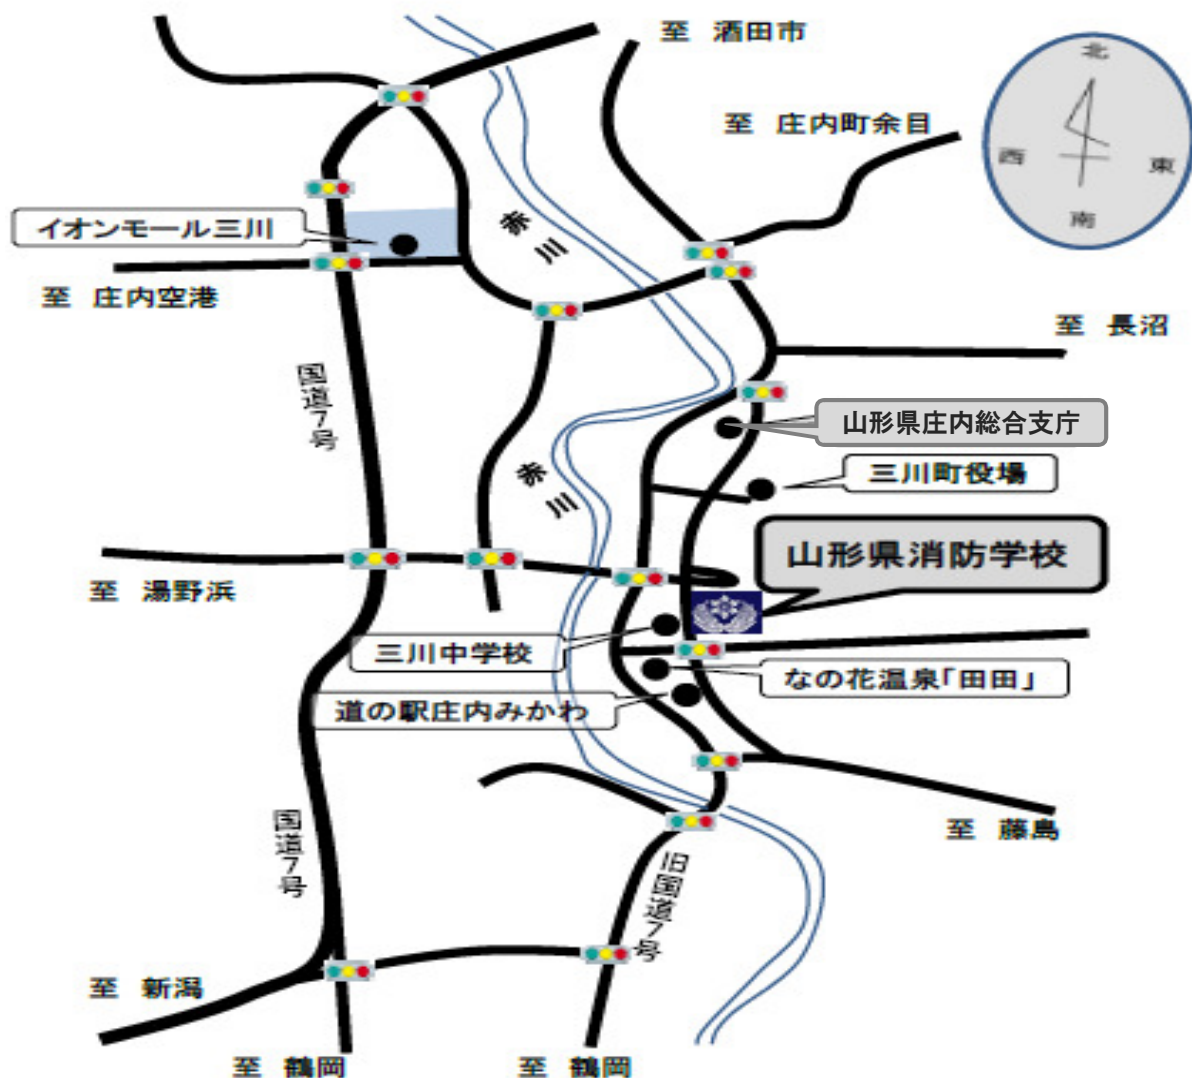 至 酒田市
北
西
東
南
至 庄内町余目
イオンモール三川
赤川
至 庄内空港
至 長沼
国道7号
山形県庄内総合支庁
三川町役場
赤川
山形県消防学校
至 湯野浜
三川中学校
なの花温泉「田田」
道の駅庄内みかわ
至 藤島
国道7号
旧国道7号
至 新潟
至 鶴岡
至 鶴岡